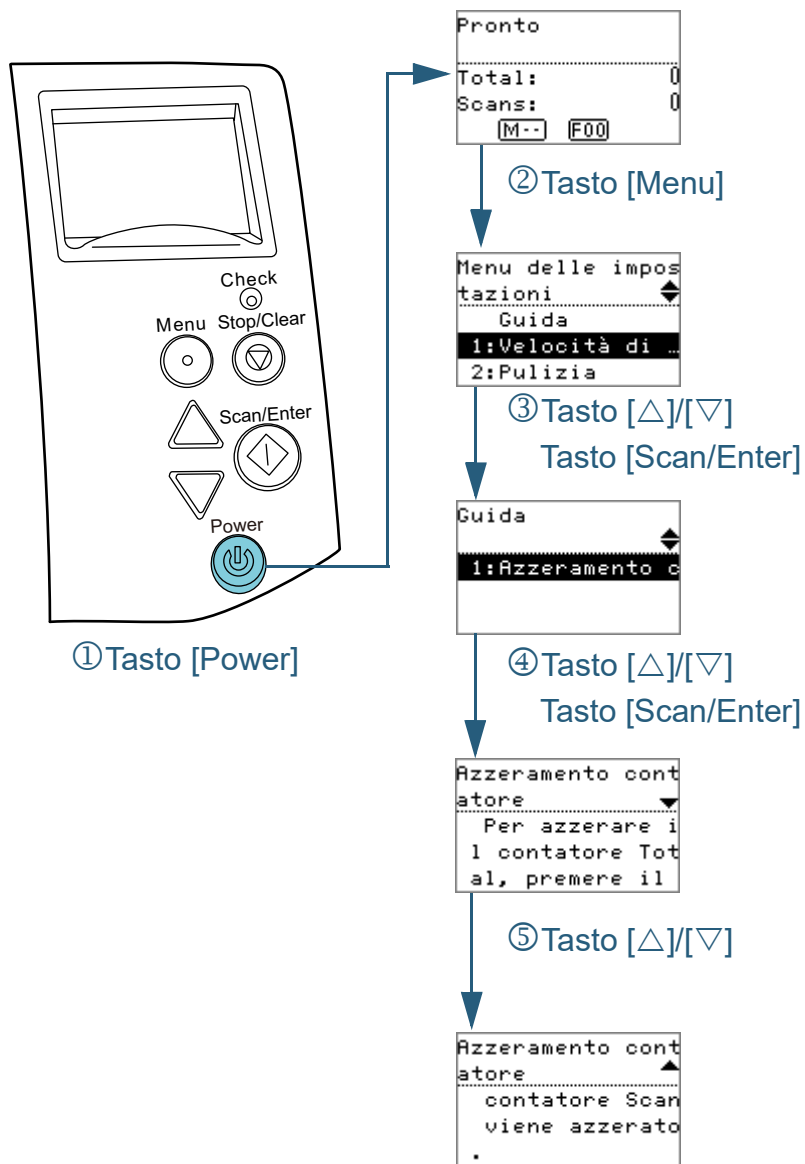 Check
Menu Stop/Clear
Scan/Enter
Power
①Tasto [Power]
Pronto
Total: 0
Scans: 0
M-- F00
②Tasto [Menu]
Menu delle impos
tazioni
Guida
1:Velocità di …
2:Pulizia
③Tasto [△]/[▽]
Tasto [Scan/Enter]
Guida
1:Azzeramento c
④Tasto [△]/[▽]
Tasto [Scan/Enter]
Azzeramento cont
atore
Per azzerare i
l contatore Tot
al, premere il
⑤Tasto [△]/[▽]
Azzeramento cont
atore
contatore Scan
viene azzerato
.